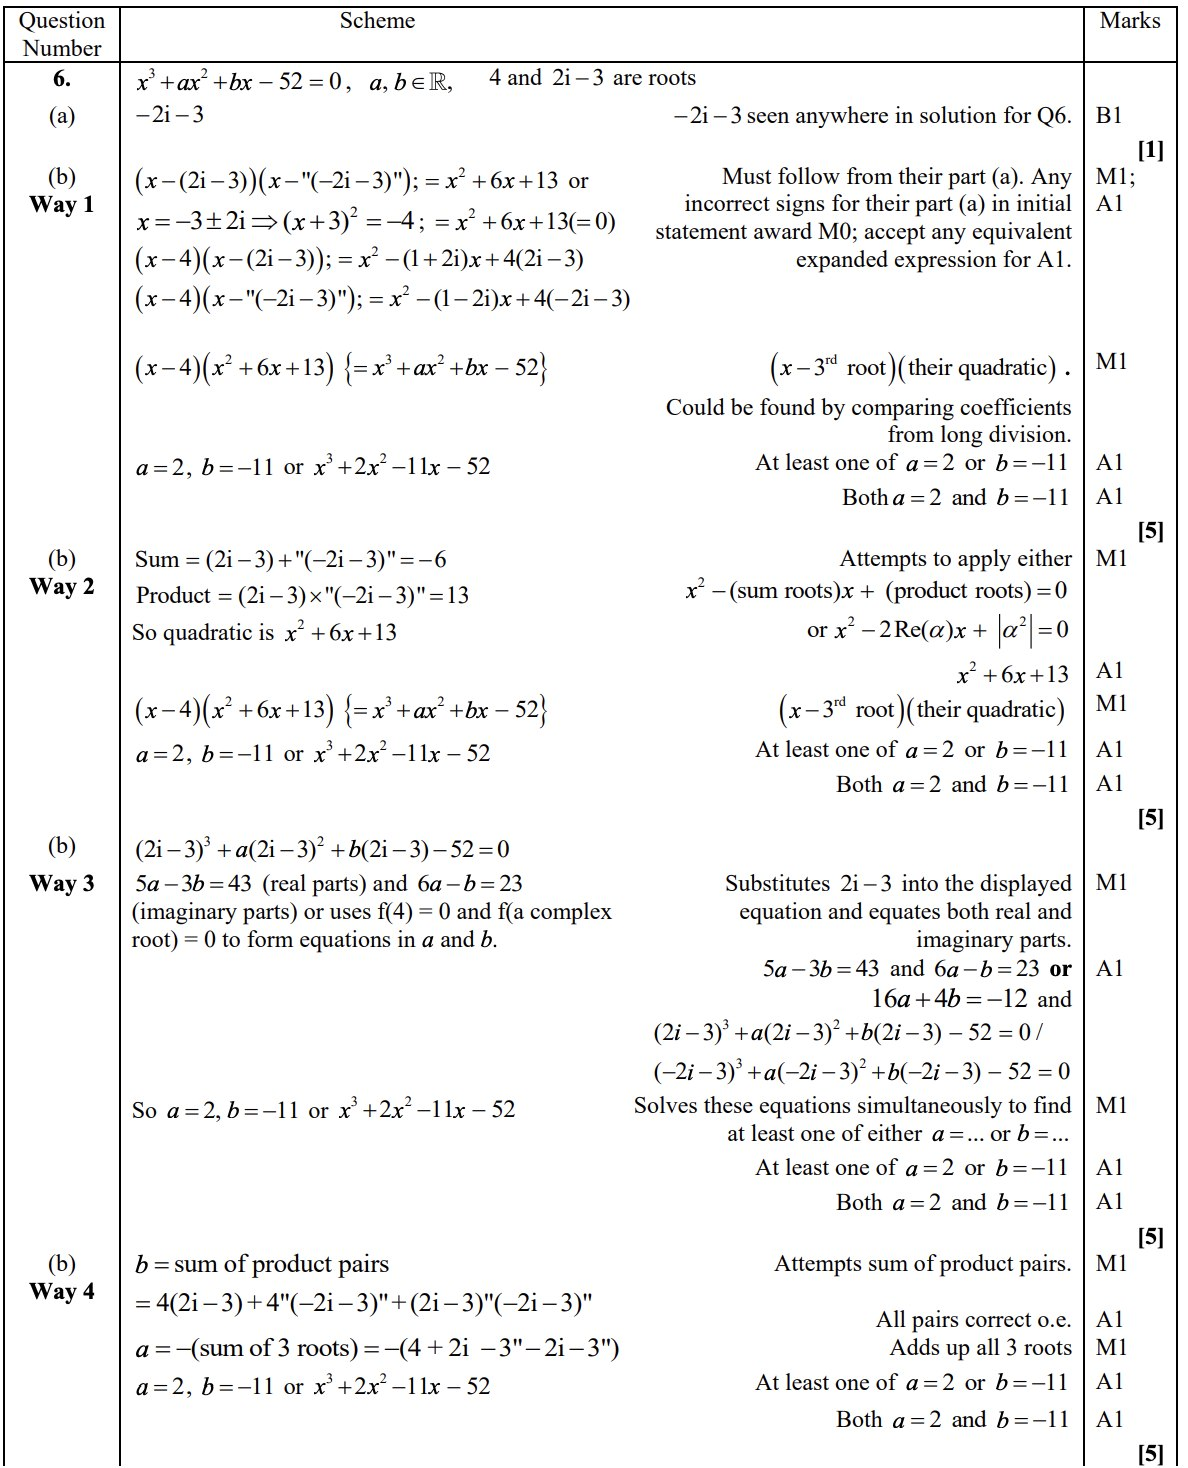 Question Number Scheme Marks
6. x³ + ax² + bx − 52 = 0, a, b ∈ ℝ, 4 and 2i − 3 are roots
(a) −2i − 3 −2i − 3 seen anywhere in solution for Q6. B1
[1]
(b) (x − (2i − 3))(x − "(−2i − 3)"); = x² + 6x + 13 or Must follow from their part (a). Any M1;
Way 1 x = −3 ± 2i ⇒ (x + 3)² = −4; = x² + 6x + 13(= 0) incorrect signs for their part (a) in initial A1
statement award M0; accept any equivalent
(x − 4)(x − (2i − 3)); = x² − (1 + 2i)x + 4(2i − 3) expanded expression for A1.
(x − 4)(x − "(−2i − 3)"); = x² − (1 − 2i)x + 4(−2i − 3)
(x − 4)(x² + 6x + 13) {= x³ + ax² + bx − 52} (x − 3rd root)(their quadratic). M1
Could be found by comparing coefficients
from long division.
a = 2, b = −11 or x³ + 2x² − 11x − 52 At least one of a = 2 or b = −11 A1
Both a = 2 and b = −11 A1
[5]
(b) Sum = (2i − 3) + "(−2i − 3)" = −6 Attempts to apply either M1
Way 2 Product = (2i − 3) × "(−2i − 3)" = 13 x² − (sum roots)x + (product roots) = 0
So quadratic is x² + 6x + 13 or x² − 2Re(α)x + |α²| = 0
x² + 6x + 13 A1
(x − 4)(x² + 6x + 13) {= x³ + ax² + bx − 52} (x − 3rd root)(their quadratic) M1
a = 2, b = −11 or x³ + 2x² − 11x − 52 At least one of a = 2 or b = −11 A1
Both a = 2 and b = −11 A1
[5]
(b) (2i − 3)³ + a(2i − 3)² + b(2i − 3) − 52 = 0
Way 3 5a − 3b = 43 (real parts) and 6a − b = 23 Substitutes 2i − 3 into the displayed M1
(imaginary parts) or uses f(4) = 0 and f(a complex equation and equates both real and
root) = 0 to form equations in a and b. imaginary parts.
5a − 3b = 43 and 6a − b = 23 or A1
16a + 4b = −12 and
(2i − 3)³ + a(2i − 3)² + b(2i − 3) − 52 = 0 /
(−2i − 3)³ + a(−2i − 3)² + b(−2i − 3) − 52 = 0
So a = 2, b = −11 or x³ + 2x² − 11x − 52 Solves these equations simultaneously to find M1
at least one of either a = ... or b = ...
At least one of a = 2 or b = −11 A1
Both a = 2 and b = −11 A1
[5]
(b) b = sum of product pairs Attempts sum of product pairs. M1
Way 4 = 4(2i − 3) + 4"(−2i − 3)" + (2i − 3)"(−2i − 3)"
All pairs correct o.e. A1
a = −(sum of 3 roots) = −(4 + 2i − 3" − 2i − 3") Adds up all 3 roots M1
a = 2, b = −11 or x³ + 2x² − 11x − 52 At least one of a = 2 or b = −11 A1
Both a = 2 and b = −11 A1
[5]